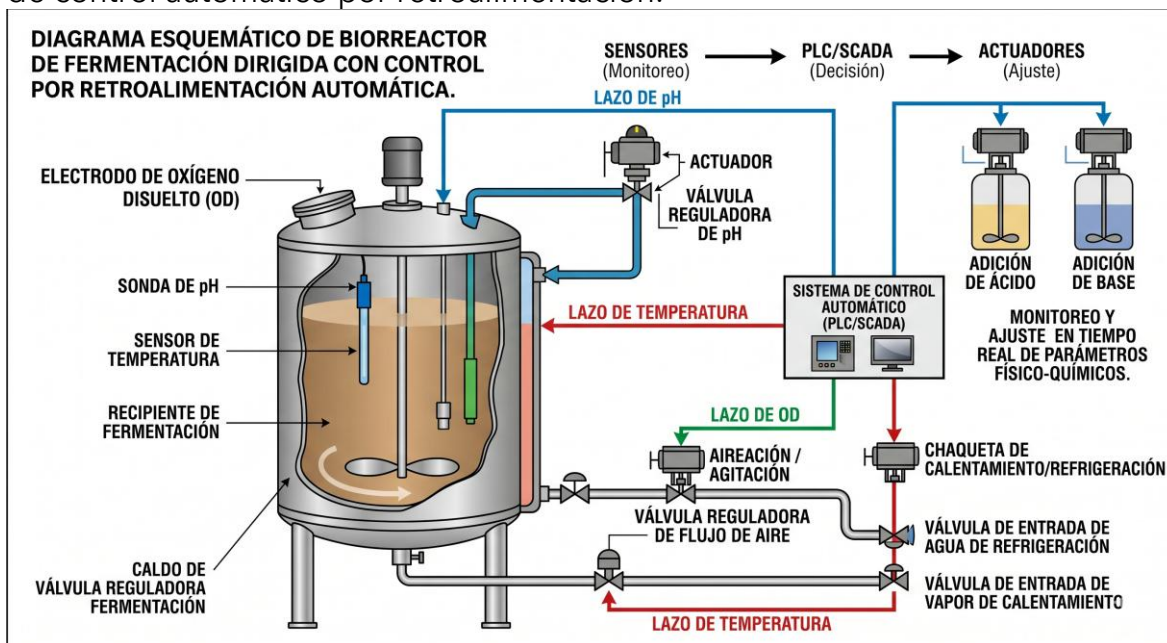 de control automático por retroalimentación.
DIAGRAMA ESQUEMÁTICO DE BIORREACTOR
DE FERMENTACIÓN DIRIGIDA CON CONTROL
POR RETROALIMENTACIÓN AUTOMÁTICA.
SENSORES
(Monitoreo)
PLC/SCADA
(Decisión)
ACTUADORES
(Ajuste)
LAZO DE pH
ELECTRODO DE OXÍGENO
DISUELTO (OD)
ACTUADOR
VÁLVULA
REGULADORA
DE pH
ADICIÓN
DE ÁCIDO
ADICIÓN
DE BASE
SONDA DE pH
SISTEMA DE CONTROL
AUTOMÁTICO
(PLC/SCADA)
LAZO DE TEMPERATURA
MONITOREO Y
AJUSTE EN TIEMPO
REAL DE PARÁMETROS
FÍSICO-QUÍMICOS.
SENSOR DE
TEMPERATURA
RECIPIENTE DE
FERMENTACIÓN
LAZO DE OD
AIREACIÓN /
AGITACIÓN
CHAQUETA DE
CALENTAMIENTO/REFRIGERACIÓN
VÁLVULA REGULADORA
DE FLUJO DE AIRE
VÁLVULA DE ENTRADA DE
AGUA DE REFRIGERACIÓN
CALDO DE
VÁLVULA REGULADORA
FERMENTACIÓN
VÁLVULA DE ENTRADA DE
VAPOR DE CALENTAMIENTO
LAZO DE TEMPERATURA